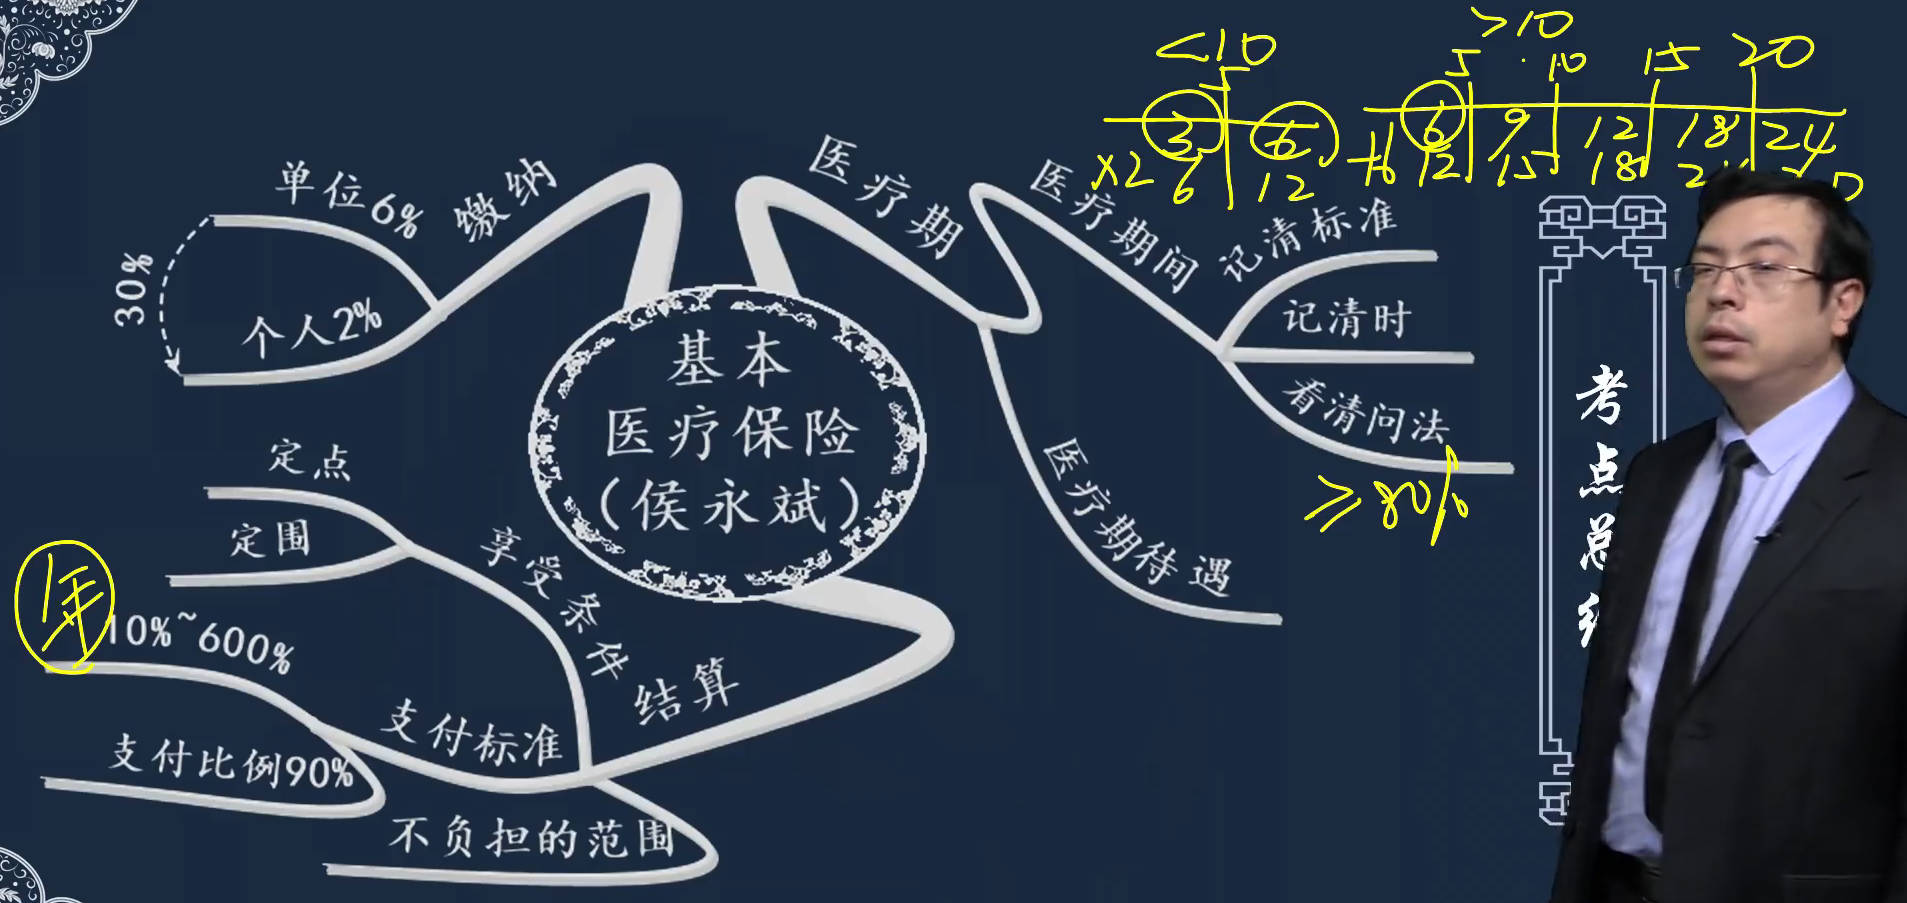 基本
医疗保险
（侯永斌）
缴纳
单位6%
个人2%
30%
医疗期
医疗期间
记清标准
记清时
看清问法
医疗期待遇
≥80%
结算
享受条件
定点
定围
支付标准
年
10%~600%
支付比例90%
不负担的范围
<10
5
3 6
×2 6 12
>10
5 10 15 20
6 9 12 18 24
+6 12 15 18
考点总